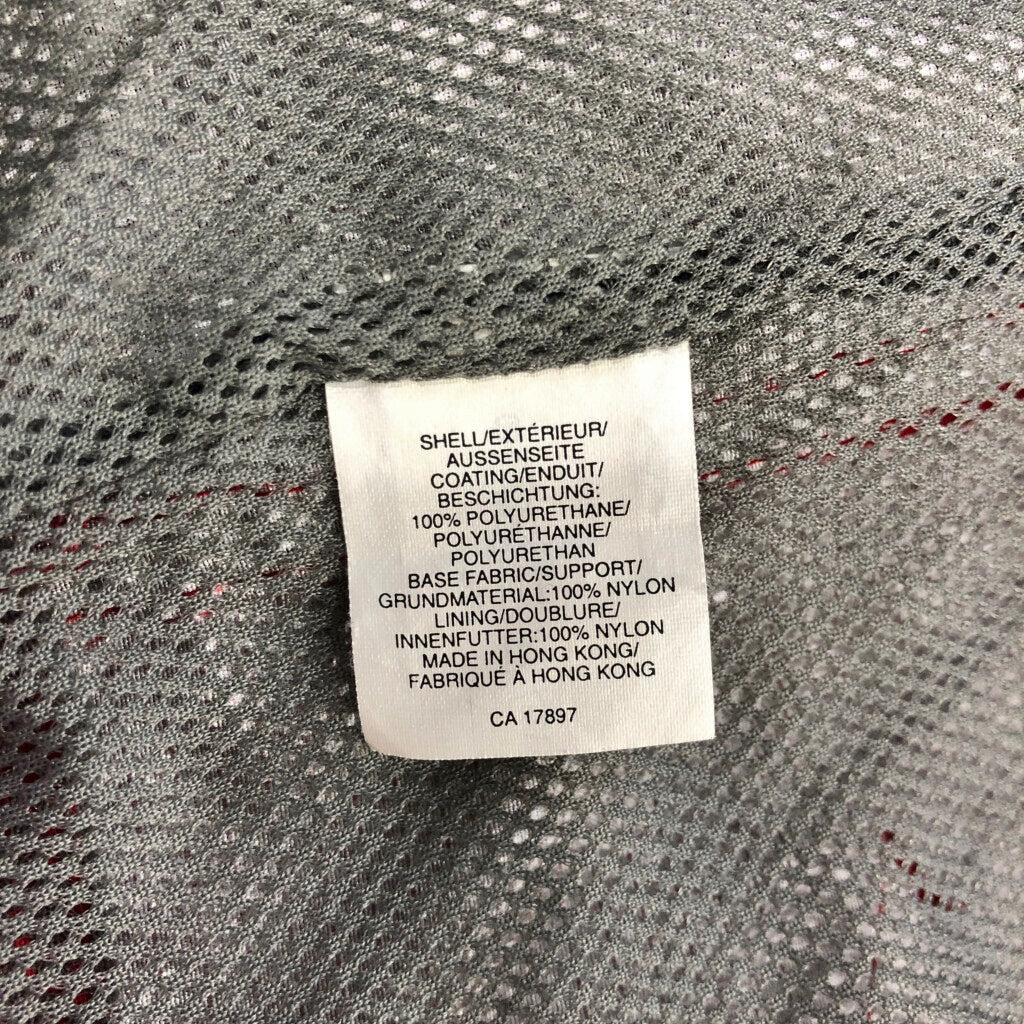 SHELL/EXTÉRIEUR/
AUSSENSEITE
COATING/ENDUIT/
BESCHICHTUNG:
100% POLYURETHANE/
POLYURÉTHANNE/
POLYURETHAN
BASE FABRIC/SUPPORT/
GRUNDMATERIAL:100% NYLON
LINING/DOUBLURE/
INNENFUTTER:100% NYLON
MADE IN HONG KONG/
FABRIQUÉ À HONG KONG
CA 17897